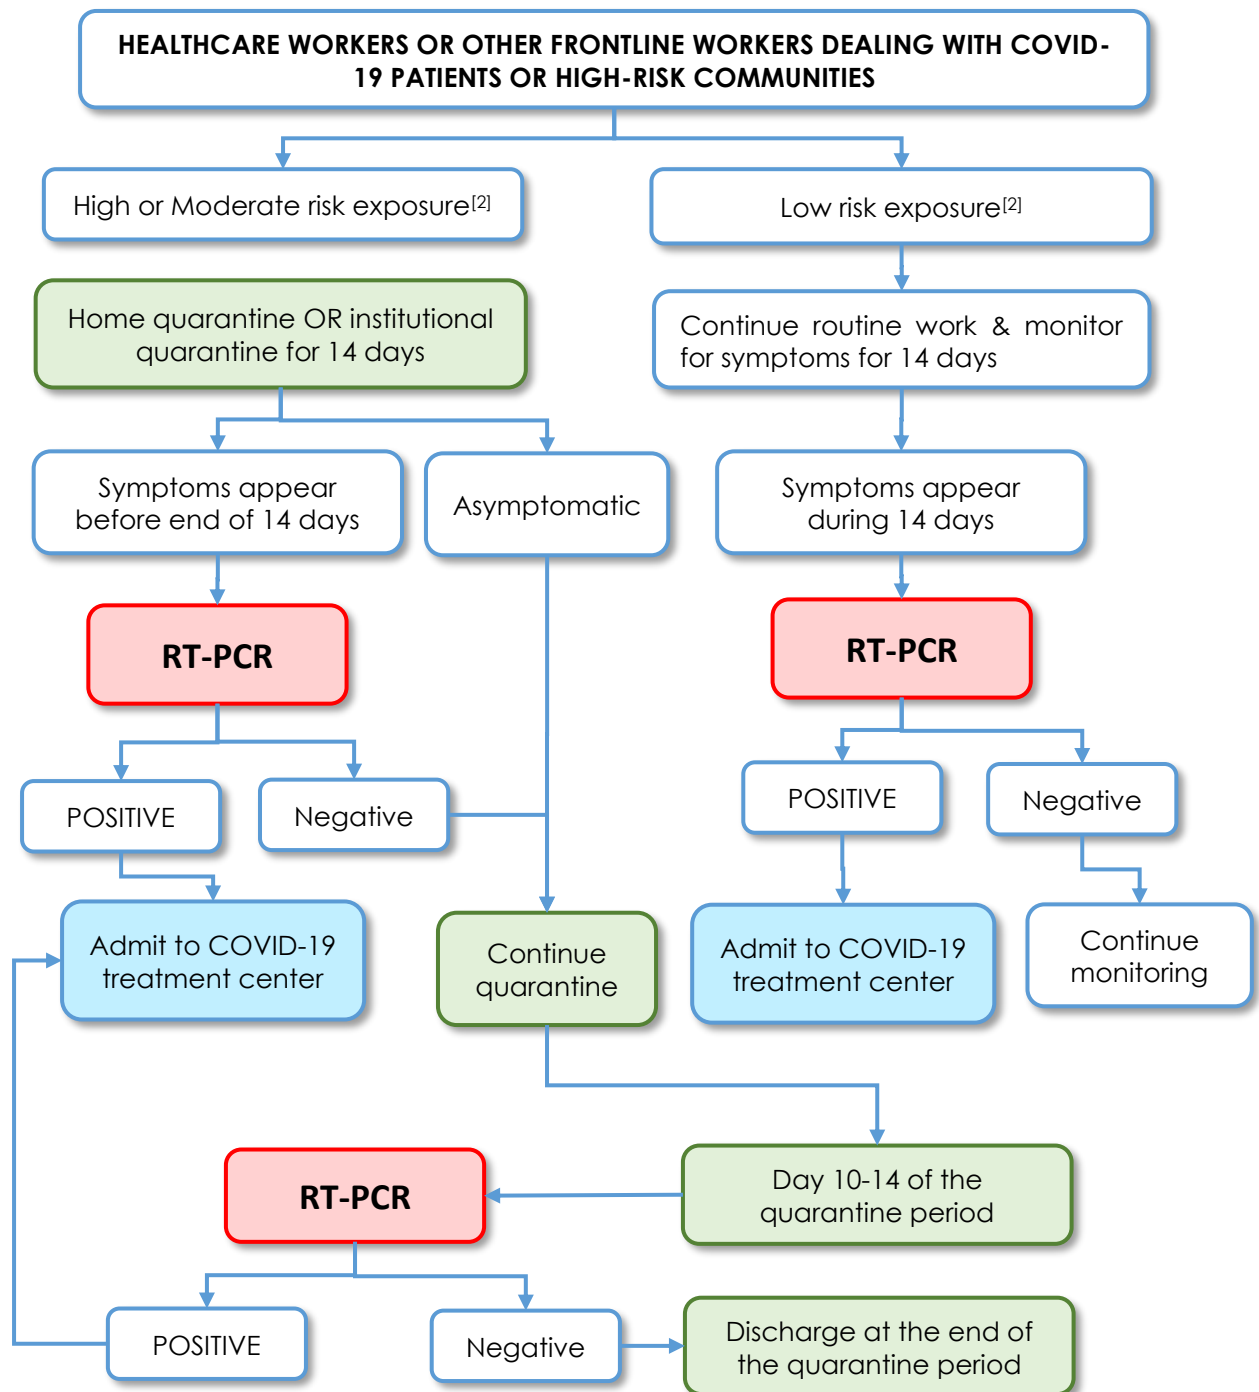 HEALTHCARE WORKERS OR OTHER FRONTLINE WORKERS DEALING WITH COVID-
19 PATIENTS OR HIGH-RISK COMMUNITIES
High or Moderate risk exposure[2]
Low risk exposure[2]
Home quarantine OR institutional
quarantine for 14 days
Continue routine work & monitor
for symptoms for 14 days
Symptoms appear
before end of 14 days
Asymptomatic
Symptoms appear
during 14 days
RT-PCR
RT-PCR
POSITIVE
Negative
POSITIVE
Negative
Admit to COVID-19
treatment center
Continue
quarantine
Admit to COVID-19
treatment center
Continue
monitoring
RT-PCR
Day 10-14 of the
quarantine period
POSITIVE
Negative
Discharge at the end of
the quarantine period